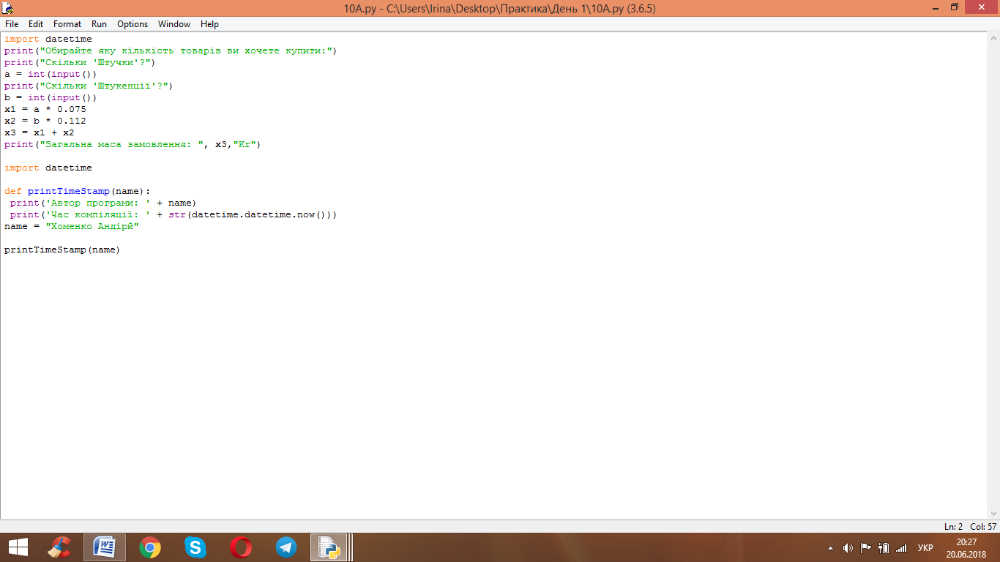 10A.py - C:\Users\Irina\Desktop\Практика\День 1\10A.py (3.6.5)
File Edit Format Run Options Window Help
import datetime
print("Обирайте яку кількість товарів ви хочете купити:")
print("Скільки 'Штучки'?")
a = int(input())
print("Скільки 'Штукенції'?")
b = int(input())
x1 = a * 0.075
x2 = b * 0.112
x3 = x1 + x2
print("Загальна маса замовлення: ", x3,"Кг")
import datetime
def printTimeStamp(name):
 print('Автор програми: ' + name)
 print('Час компіляції: ' + str(datetime.datetime.now()))
name = "Хоменко Андірй"
printTimeStamp(name)
Ln: 2 Col: 57
УКР
20:27
20.06.2018